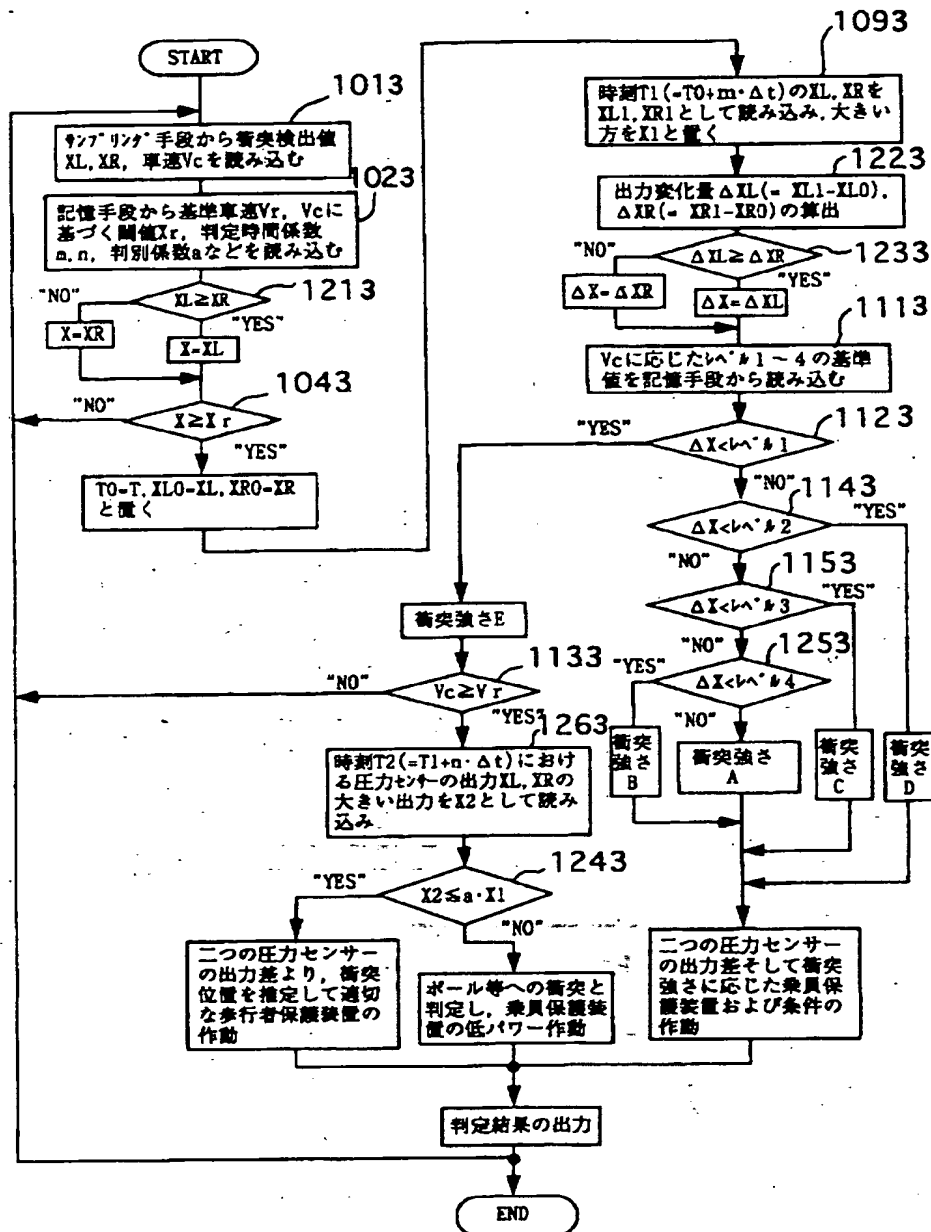 START
1013
サンプリング手段から衝突検出値
XL, XR, 車速Vcを読み込む
1023
記憶手段から基準車速Vr, Vcに
基づく閾値Xr, 判定時間係数
m, n, 判別係数aなどを読み込む
1213
"NO"
XL≧XR
"YES"
X=XR
X=XL
1043
"NO"
X≧Xr
"YES"
T0=T, XL0=XL, XR0=XR
と置く
1093
時刻T1(=T0+m·Δt)のXL, XRを
XL1, XR1として読み込み, 大きい
方をX1と置く
1223
出力変化量ΔXL(= XL1-XL0),
ΔXR(= XR1-XR0)の算出
1233
"NO"
ΔXL≧ΔXR
"YES"
ΔX=ΔXR
ΔX=ΔXL
1113
Vcに応じたレベル1～4の基準
値を記憶手段から読み込む
1123
"YES"
ΔX<レベル1
"NO"
1143
"YES"
ΔX<レベル2
"NO"
1153
"YES"
ΔX<レベル3
"NO"
1253
"YES"
ΔX<レベル4
"NO"
衝突
強さ
B
衝突強さ
A
衝突
強さ
C
衝突
強さ
D
衝突強さE
1133
"NO"
Vc≧Vr
"YES"
1263
時刻T2(=T1+n·Δt)にお
ける圧力センサーの出力XL, XRの
大きい出力をX2として読み
込み
1243
"YES"
X2≦a·X1
"NO"
二つの圧力センサー
の出力差より, 衝突
位置を推定して適切
な歩行者保護装置の
作動
ポール等への衝突と
判定し, 乗員保護装
置の低パワー作動
二つの圧力センサー
の出力差そして衝突
強さに応じた乗員保
護装置および条件の
作動
判定結果の出力
END